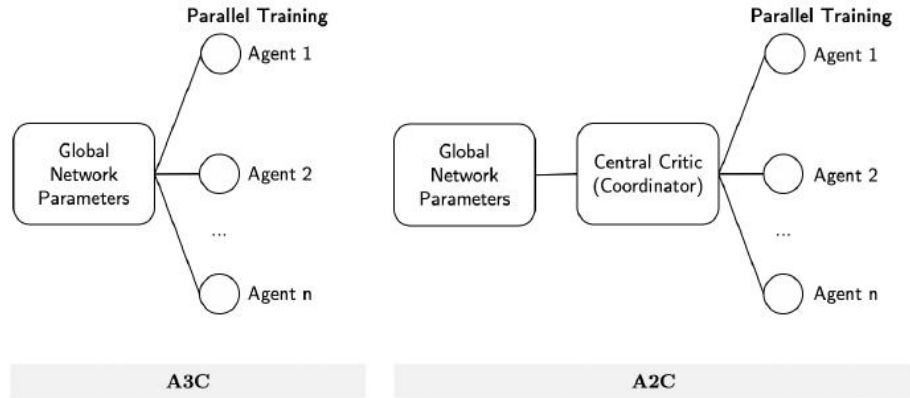 Parallel Training
Agent 1
Global
Network
Parameters
Agent 2
...
Agent n
A3C
Parallel Training
Agent 1
Global
Network
Parameters
Central Critic
(Coordinator)
Agent 2
...
Agent n
A2C